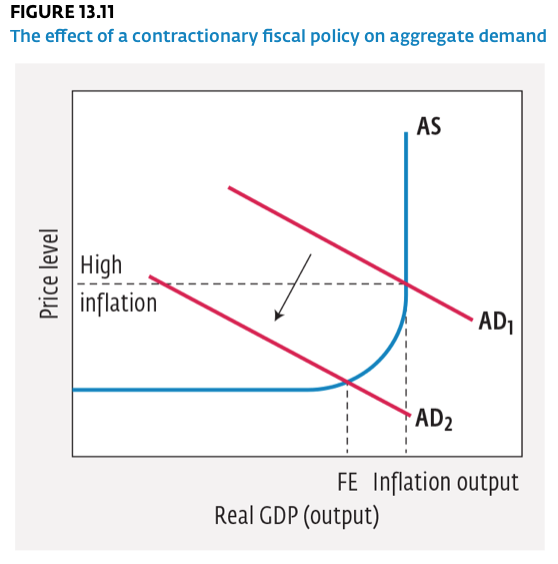 FIGURE 13.11
The effect of a contractionary fiscal policy on aggregate demand
AS
Price level
High
inflation
AD₁
AD₂
FE Inflation output
Real GDP (output)